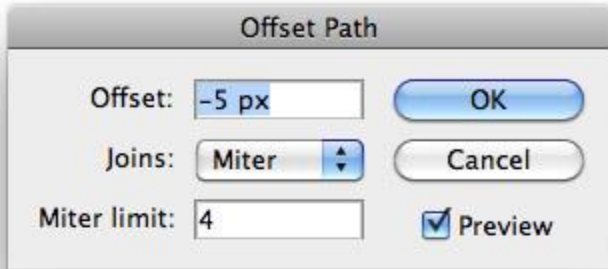 Offset Path
Offset: -5 px OK
Joins: Miter Cancel
Miter limit: 4 Preview